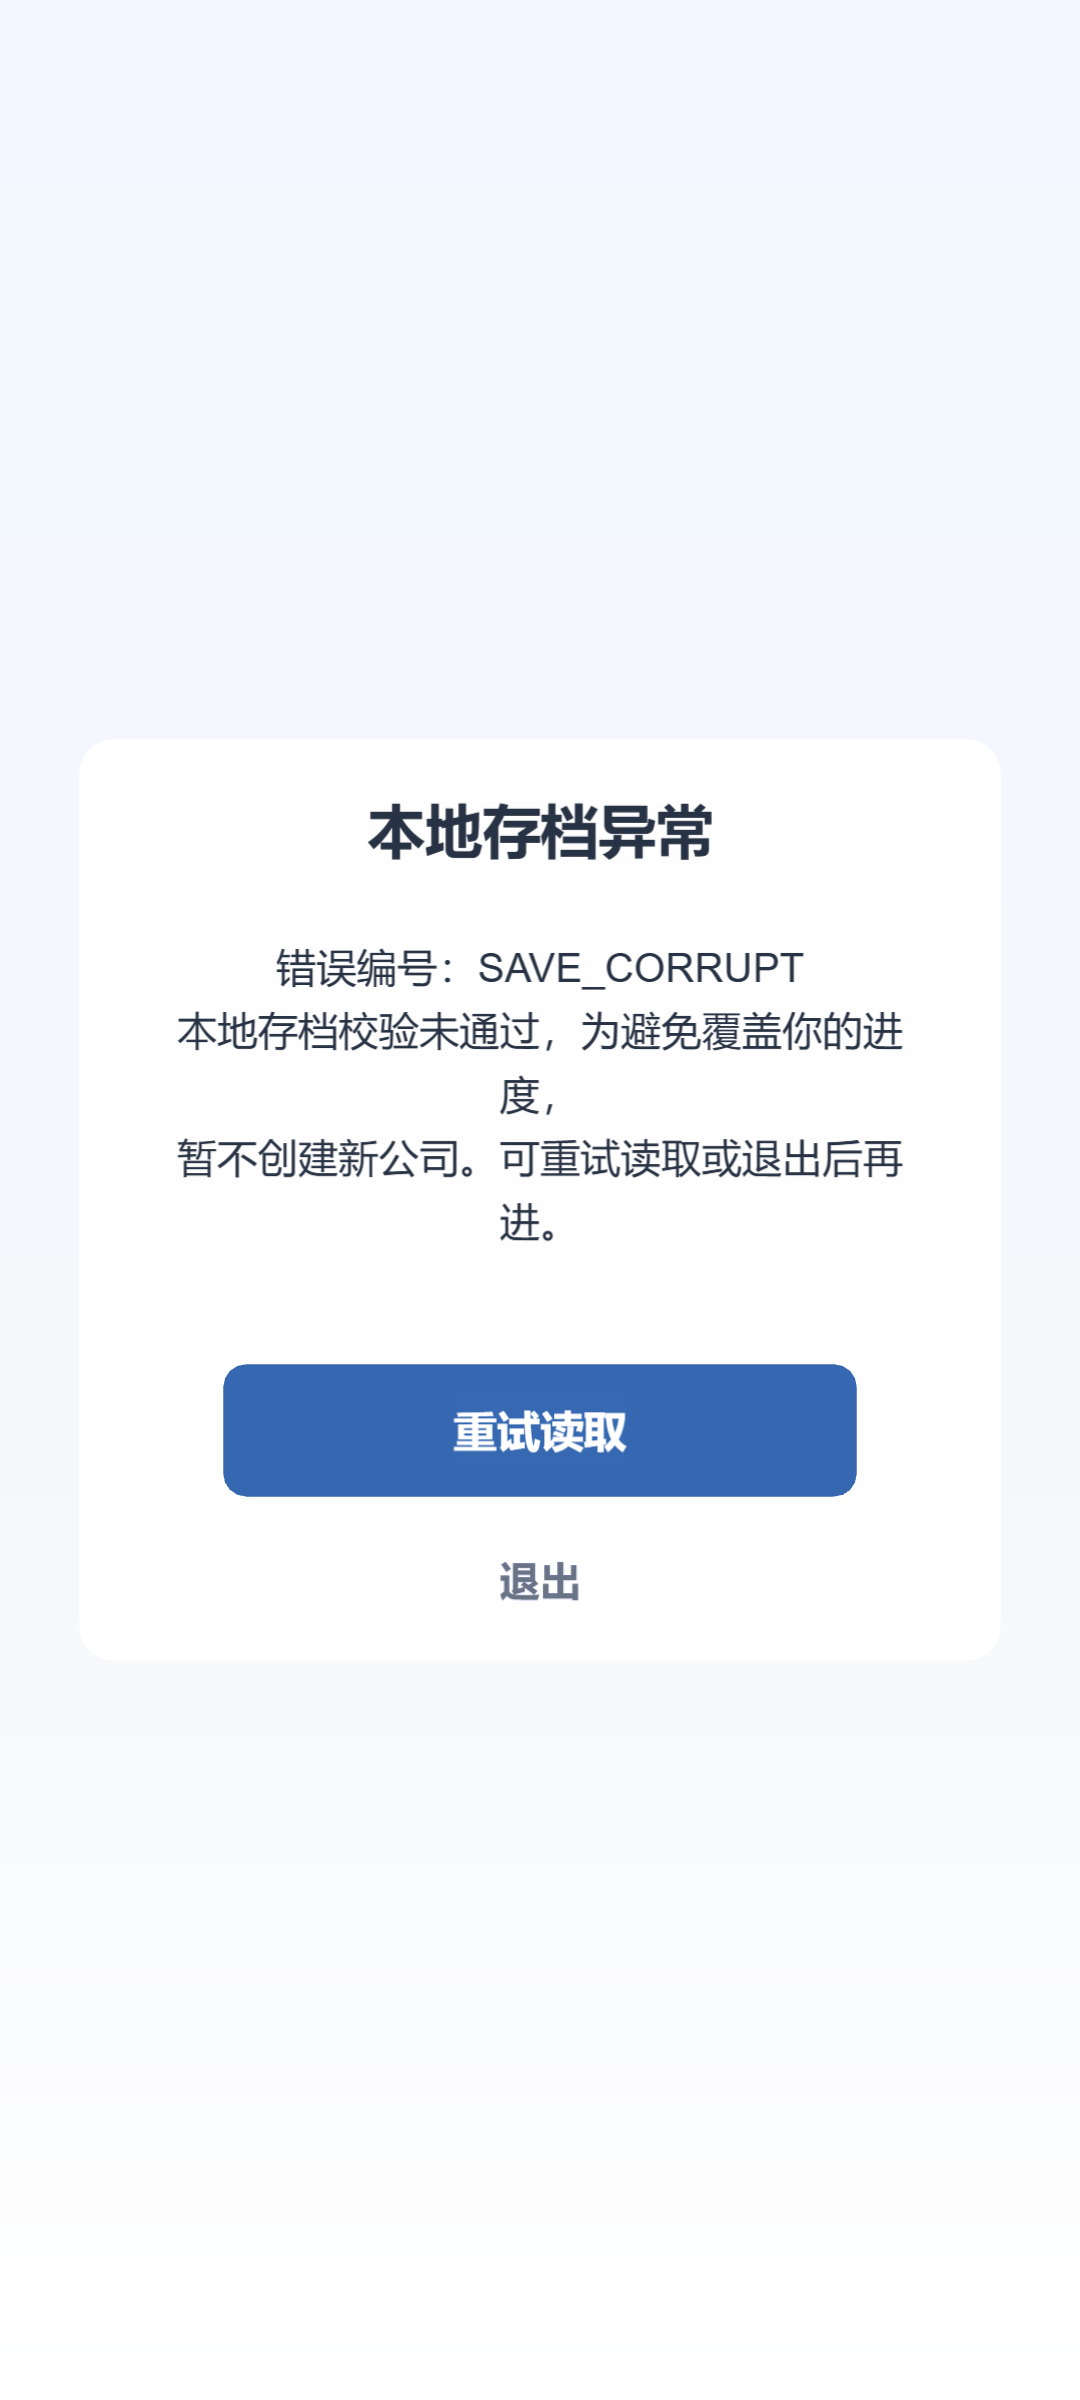 本地存档异常
错误编号：SAVE_CORRUPT
本地存档校验未通过，为避免覆盖你的进
度，
暂不创建新公司。可重试读取或退出后再
进。
重试读取
退出